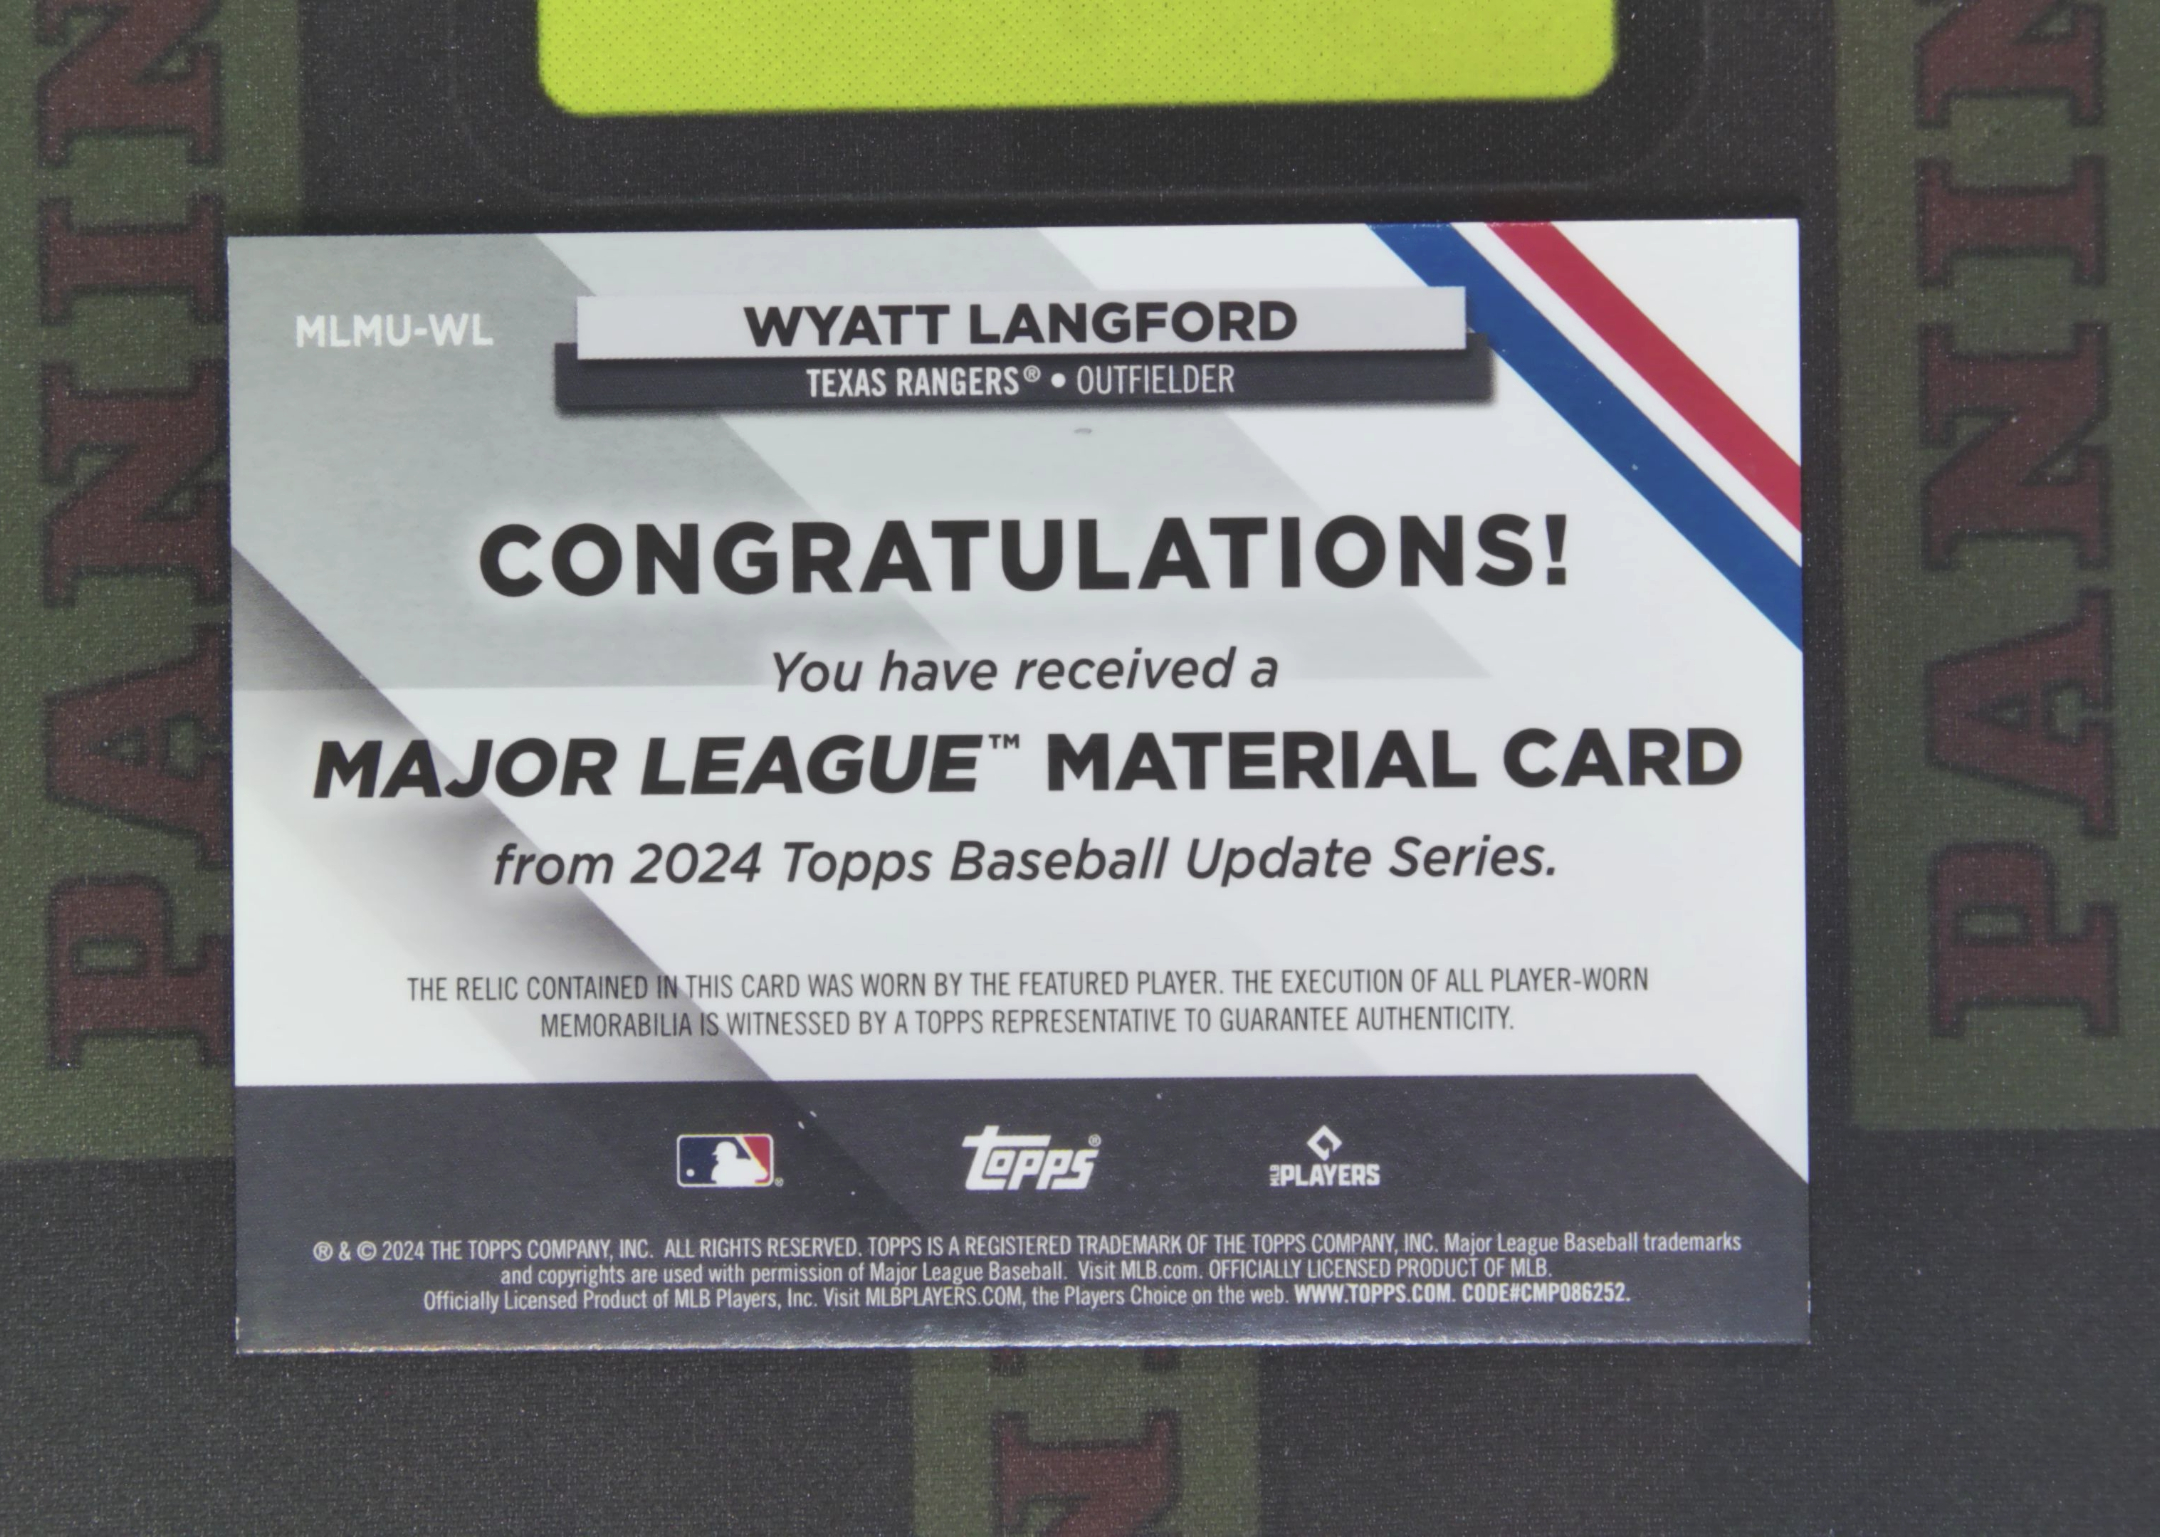 MLMU-WL
WYATT LANGFORD
TEXAS RANGERS® • OUTFIELDER
CONGRATULATIONS!
You have received a
MAJOR LEAGUE™ MATERIAL CARD
from 2024 Topps Baseball Update Series.
THE RELIC CONTAINED IN THIS CARD WAS WORN BY THE FEATURED PLAYER. THE EXECUTION OF ALL PLAYER-WORN
MEMORABILIA IS WITNESSED BY A TOPPS REPRESENTATIVE TO GUARANTEE AUTHENTICITY.
® topps® MLB PLAYERS
® & © 2024 THE TOPPS COMPANY, INC. ALL RIGHTS RESERVED. TOPPS IS A REGISTERED TRADEMARK OF THE TOPPS COMPANY, INC. Major League Baseball trademarks
and copyrights are used with permission of Major League Baseball. Visit MLB.com. OFFICIALLY LICENSED PRODUCT OF MLB.
Officially Licensed Product of MLB Players, Inc. Visit MLBPLAYERS.COM, the Players Choice on the web. WWW.TOPPS.COM. CODE#CMP086252.
PANIN
PANIN